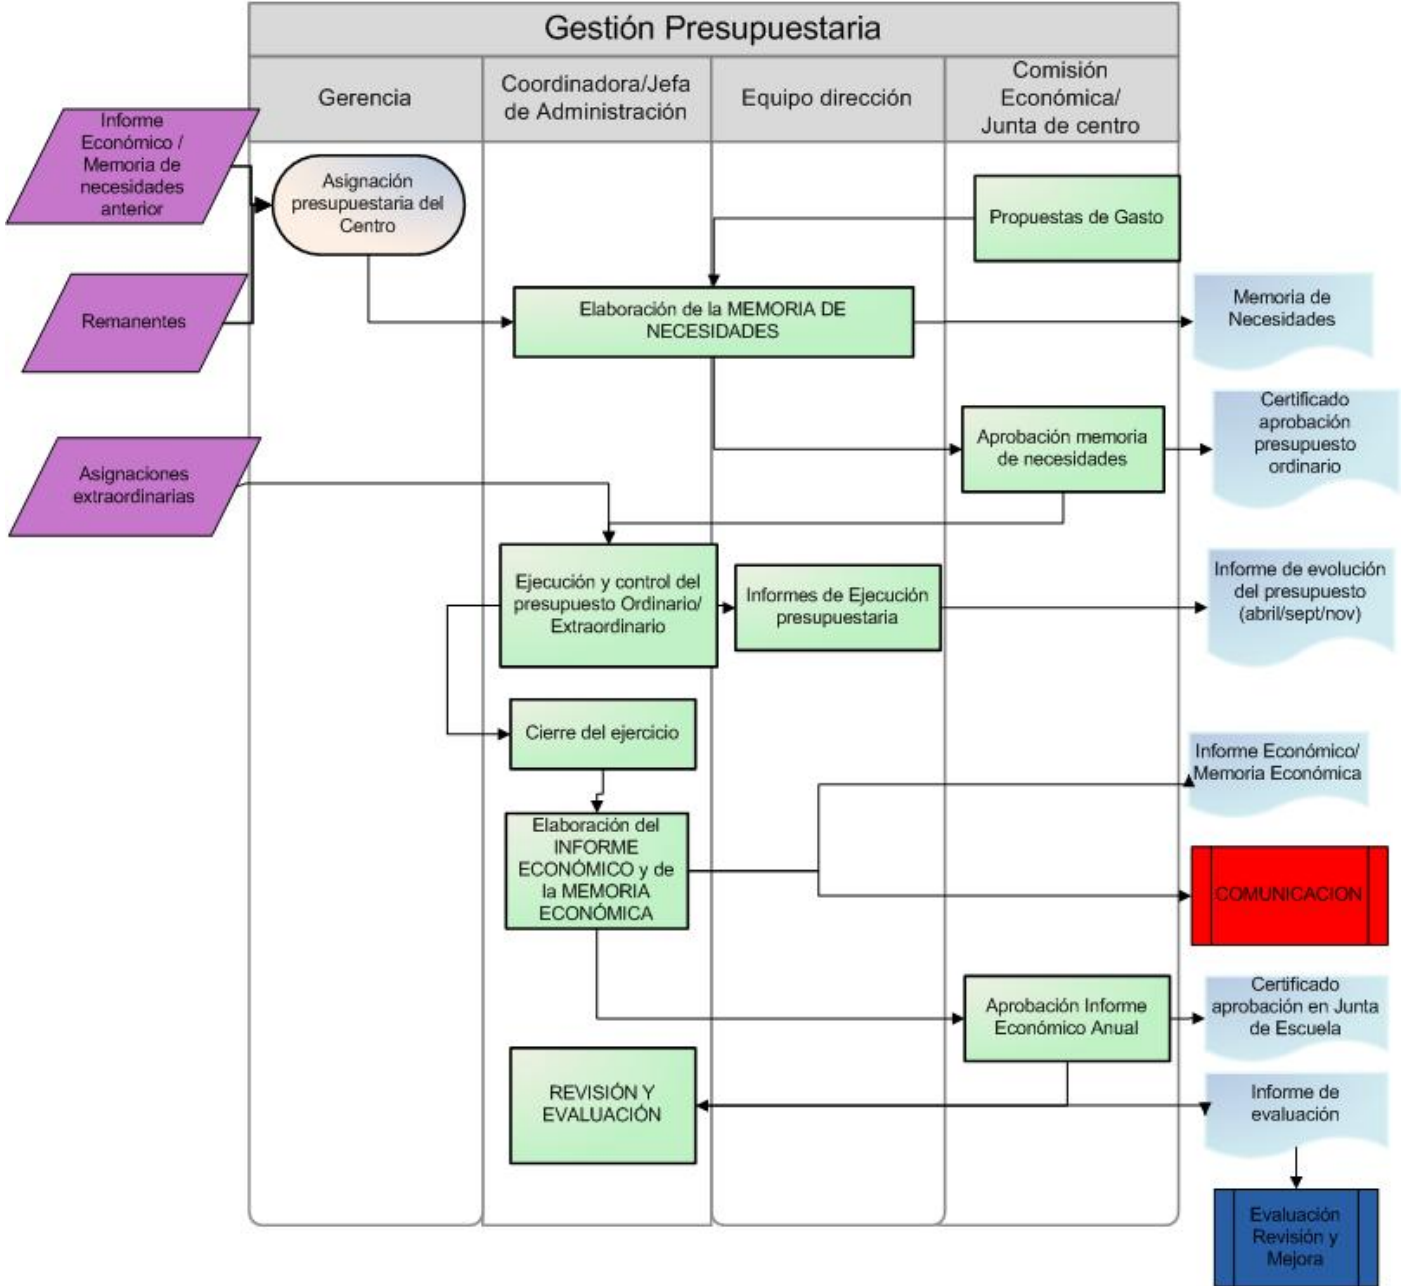 Gestión Presupuestaria
Gerencia
Coordinadora/Jefa
de Administración
Equipo dirección
Comisión
Económica/
Junta de centro
Informe
Económico /
Memoria de
necesidades
anterior
Asignación
presupuestaria del
Centro
Propuestas de Gasto
Remanentes
Elaboración de la MEMORIA DE
NECESIDADES
Memoria de
Necesidades
Aprobación memoria
de necesidades
Certificado
aprobación
presupuesto
ordinario
Asignaciones
extraordinarias
Ejecución y control del
presupuesto Ordinario/
Extraordinario
Informes de Ejecución
presupuestaria
Informe de evolución
del presupuesto
(abril/sept/nov)
Cierre del ejercicio
Informe Económico/
Memoria Económica
Elaboración del
INFORME
ECONÓMICO y de
la MEMORIA
ECONÓMICA
COMUNICACION
Aprobación Informe
Económico Anual
Certificado
aprobación en Junta
de Escuela
REVISIÓN Y
EVALUACIÓN
Informe de
evaluación
Evaluación
Revisión y
Mejora